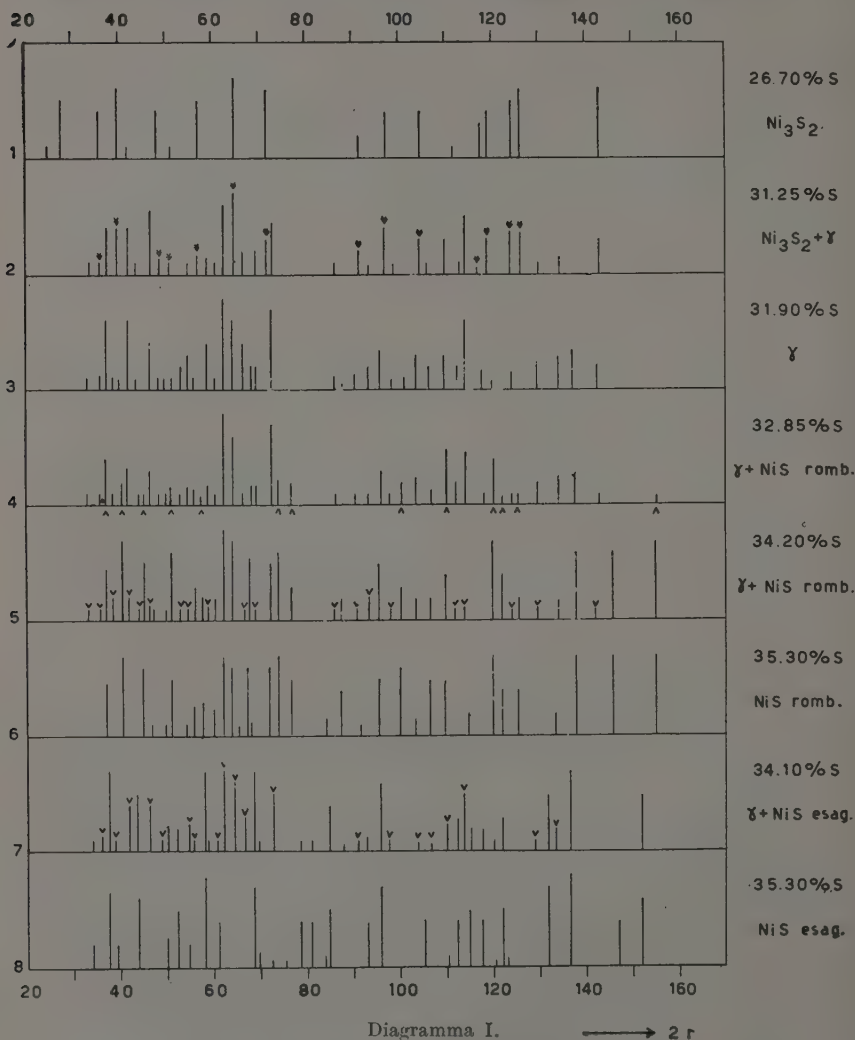 20 40 60 80 100 120 140 160
26.70% S
Ni3S2.
1
31.25% S
Ni3S2 + γ
2
31.90% S
γ
3
32.85% S
γ + NiS romb.
4
34.20% S
γ + NiS romb.
5
35.30% S
NiS romb.
6
34.10% S
γ + NiS esag.
7
35.30% S
NiS esag.
8
20 40 60 80 100 120 140 160
Diagramma I. ⟶ 2 r